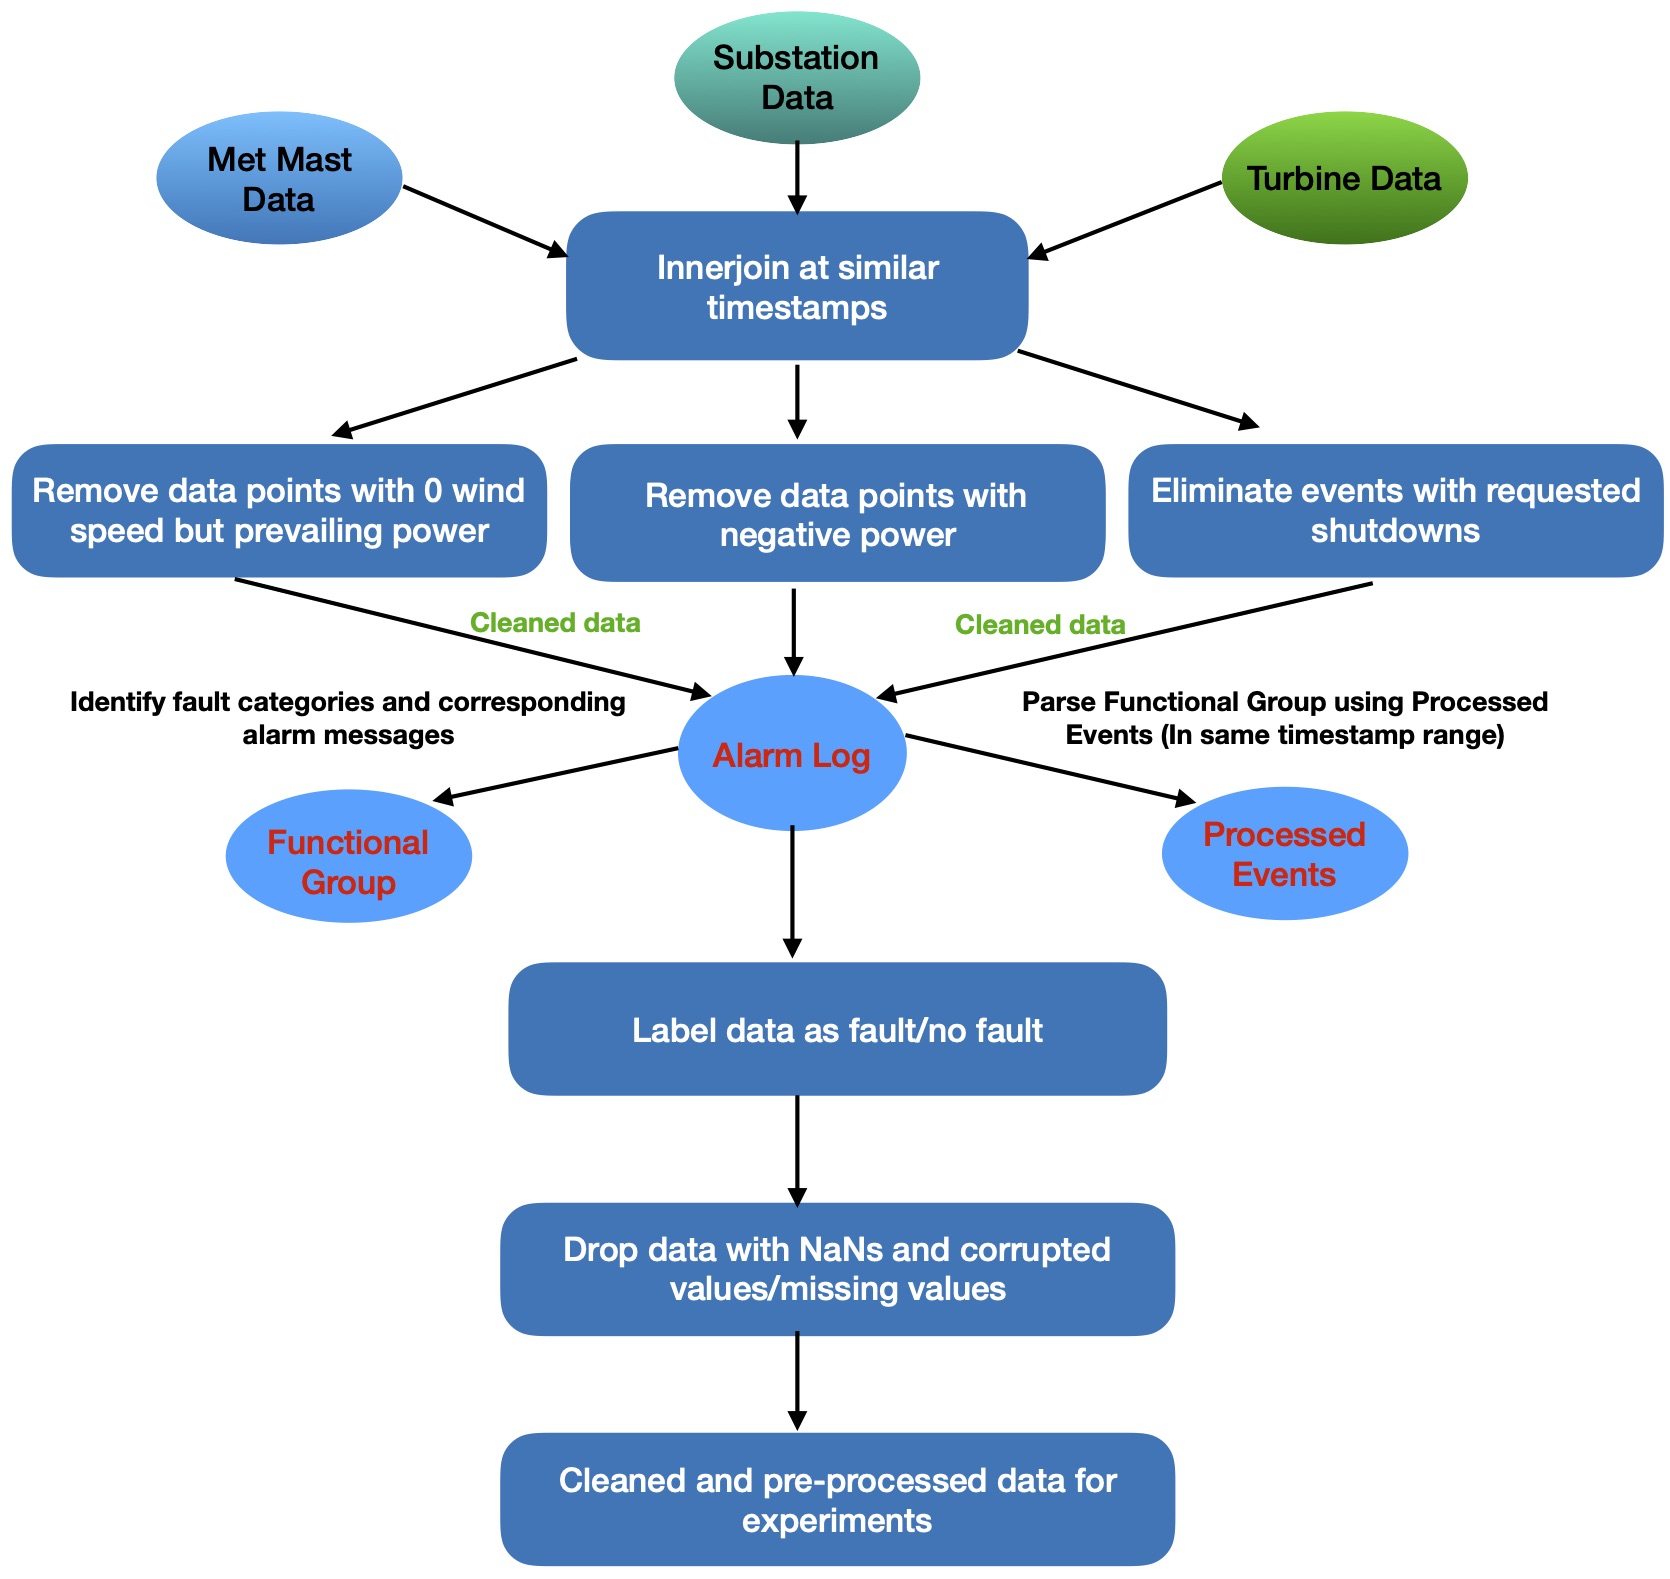 Substation
Data
Met Mast
Data
Turbine Data
Innerjoin at similar
timestamps
Remove data points with 0 wind
speed but prevailing power
Remove data points with
negative power
Eliminate events with requested
shutdowns
Cleaned data
Cleaned data
Identify fault categories and corresponding
alarm messages
Parse Functional Group using Processed
Events (In same timestamp range)
Alarm Log
Functional
Group
Processed
Events
Label data as fault/no fault
Drop data with NaNs and corrupted
values/missing values
Cleaned and pre-processed data for
experiments